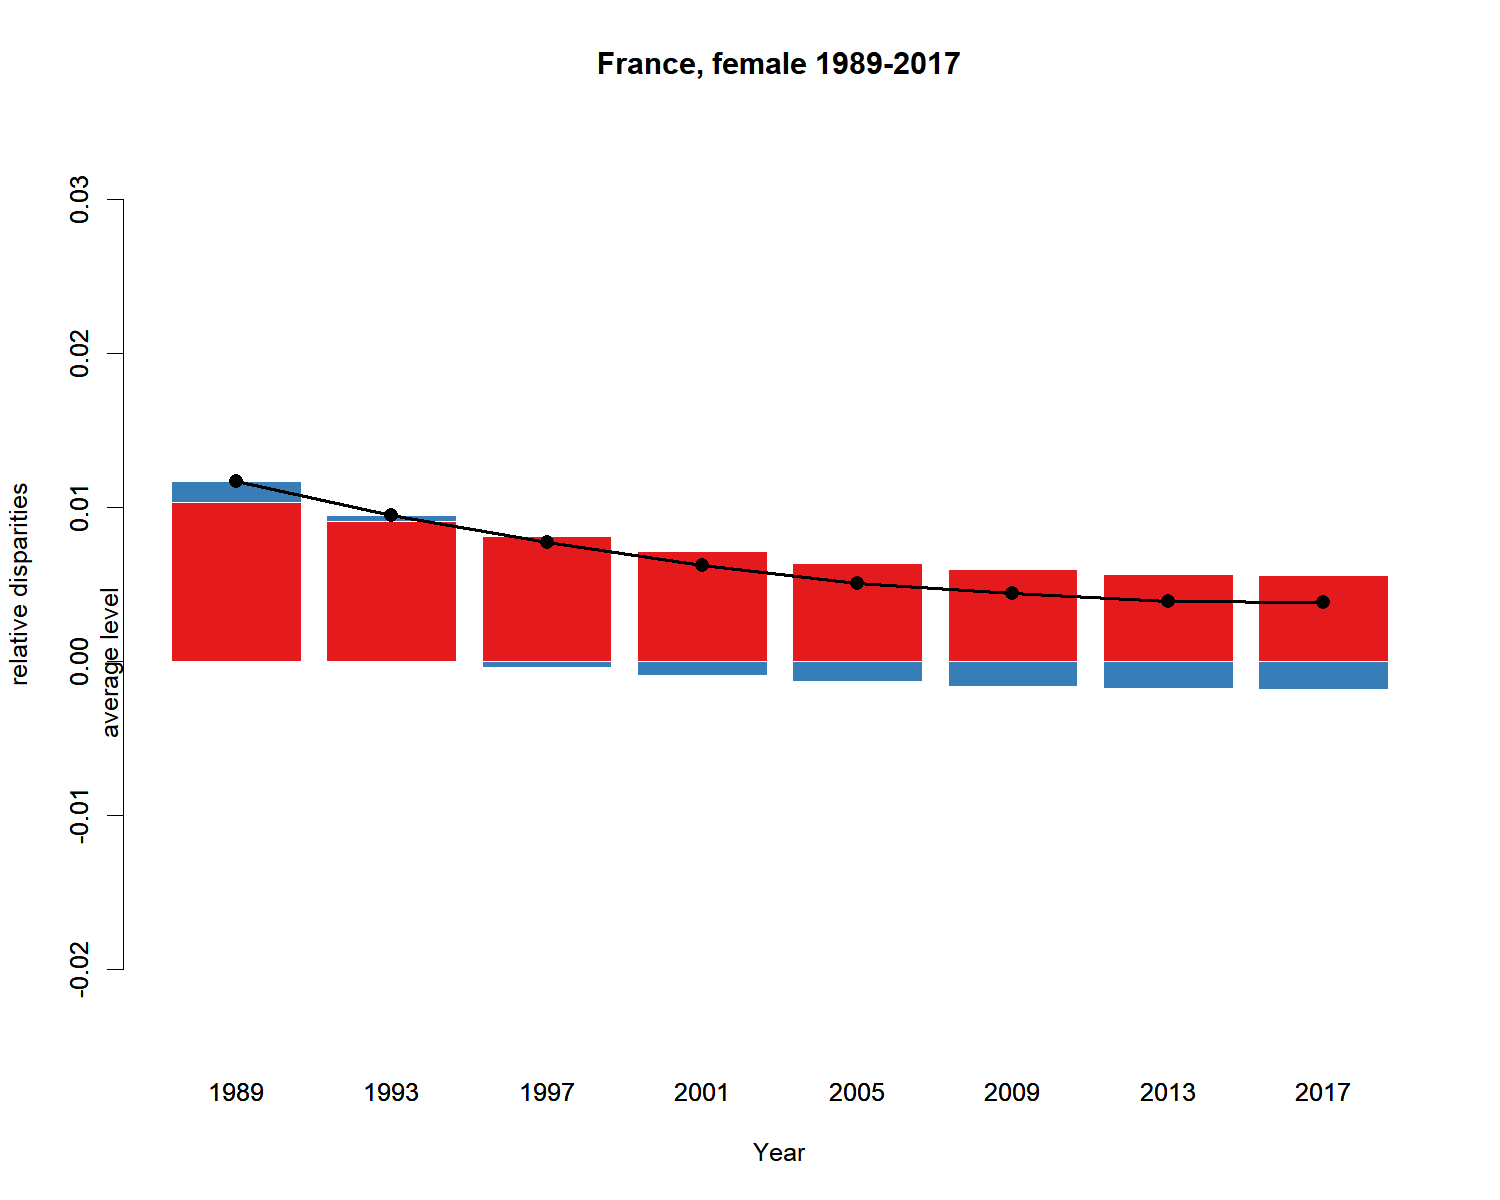 France, female 1989-2017
0.03
0.02
0.01
0.00
-0.01
-0.02
relative disparities
average level
1989 1993 1997 2001 2005 2009 2013 2017
Year